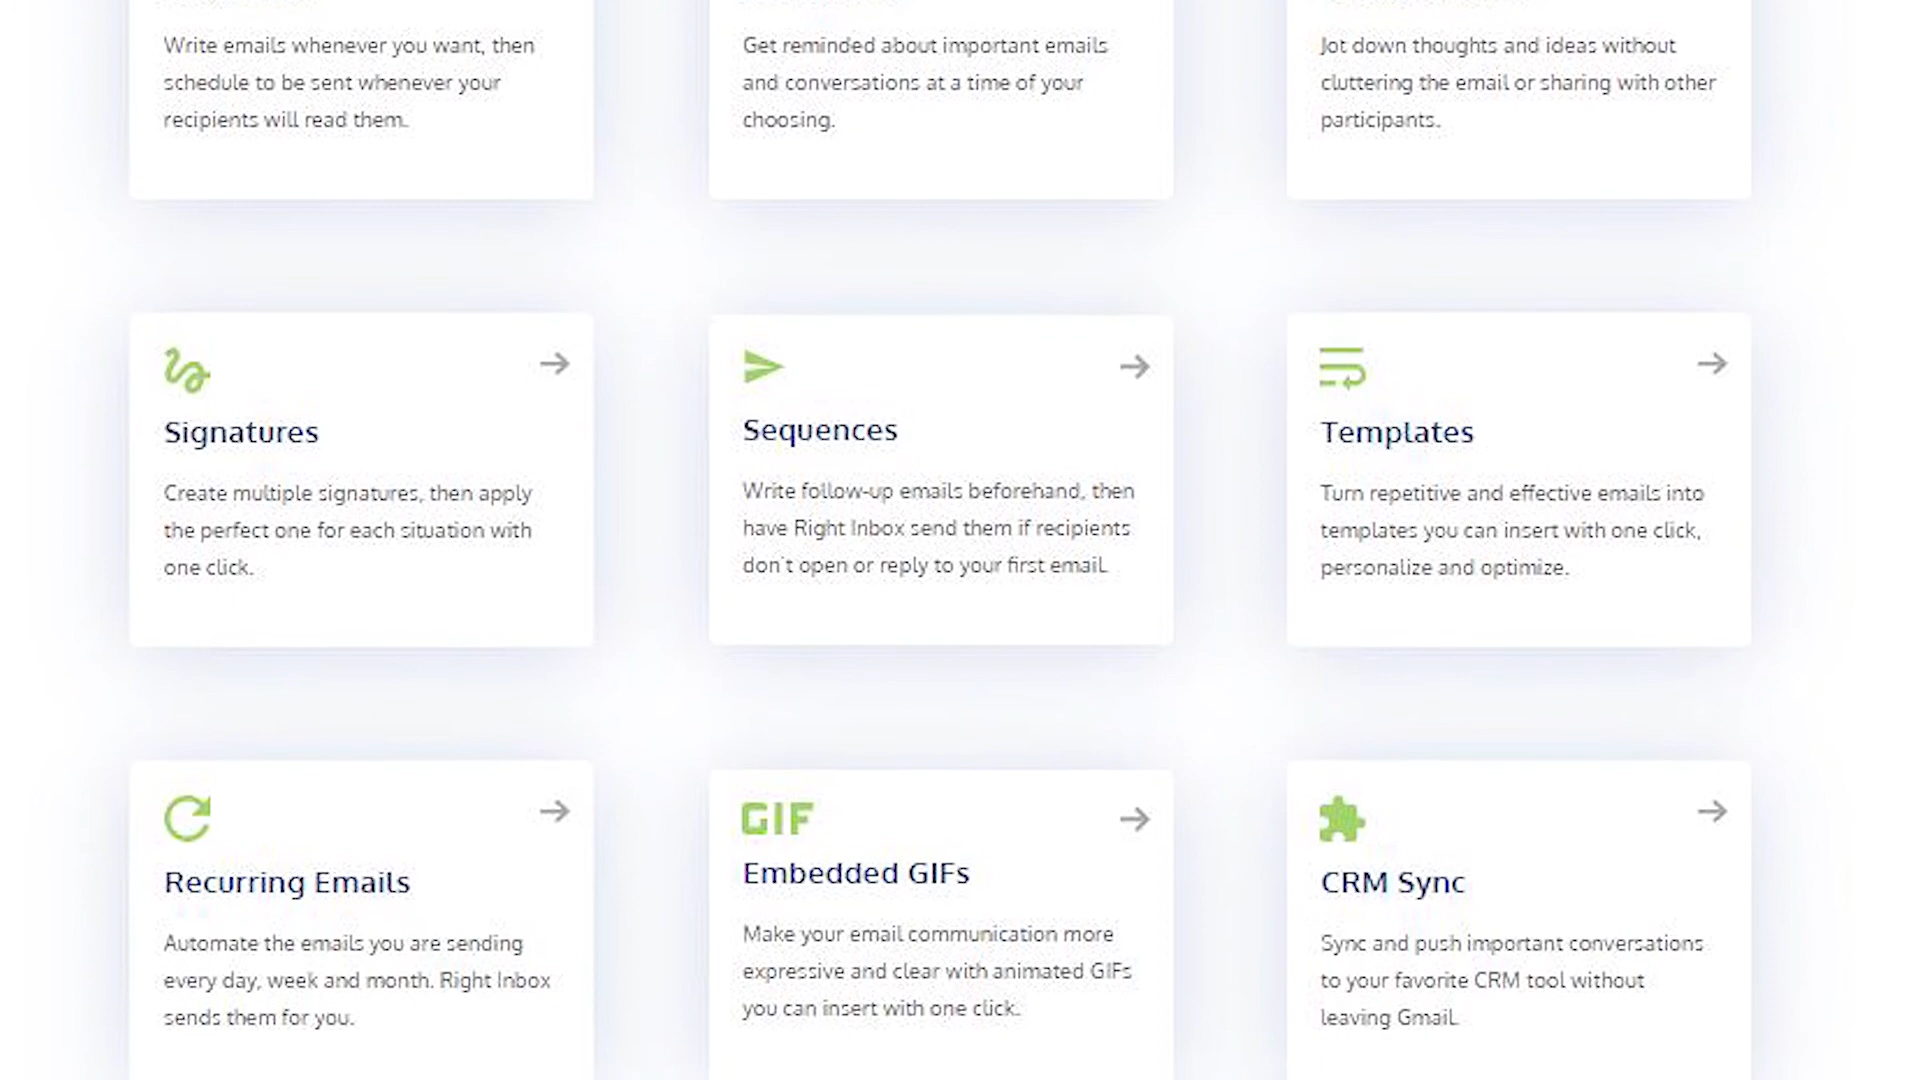 Write emails whenever you want, then
schedule to be sent whenever your
recipients will read them.
Get reminded about important emails
and conversations at a time of your
choosing.
Jot down thoughts and ideas without
cluttering the email or sharing with other
participants.
Signatures
Create multiple signatures, then apply
the perfect one for each situation with
one click.
Sequences
Write follow-up emails beforehand, then
have Right Inbox send them if recipients
don't open or reply to your first email.
Templates
Turn repetitive and effective emails into
templates you can insert with one click,
personalize and optimize.
Recurring Emails
Automate the emails you are sending
every day, week and month. Right Inbox
sends them for you.
GIF
Embedded GIFs
Make your email communication more
expressive and clear with animated GIFs
you can insert with one click.
CRM Sync
Sync and push important conversations
to your favorite CRM tool without
leaving Gmail.